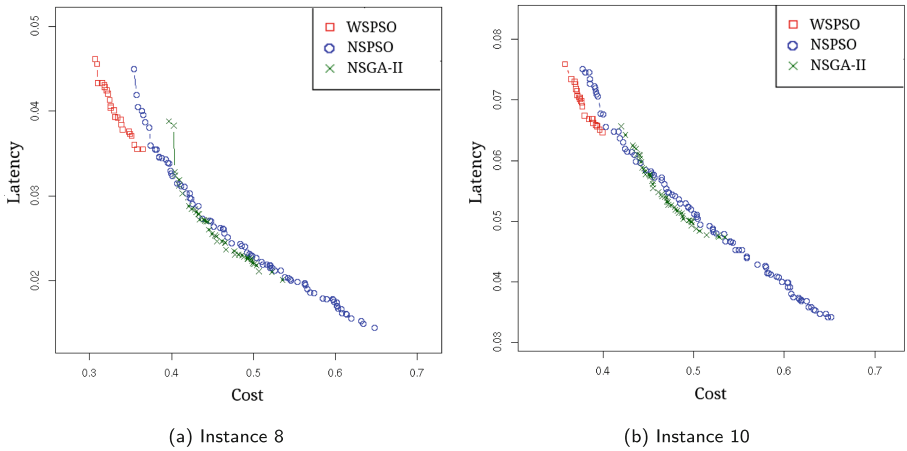 0.05
0.04
0.03
0.02
Latency
0.3 0.4 0.5 0.6 0.7
Cost
WSPSO
NSPSO
NSGA-II
(a) Instance 8
0.08
0.07
0.06
0.05
0.04
0.03
Latency
0.4 0.5 0.6 0.7
Cost
WSPSO
NSPSO
NSGA-II
(b) Instance 10